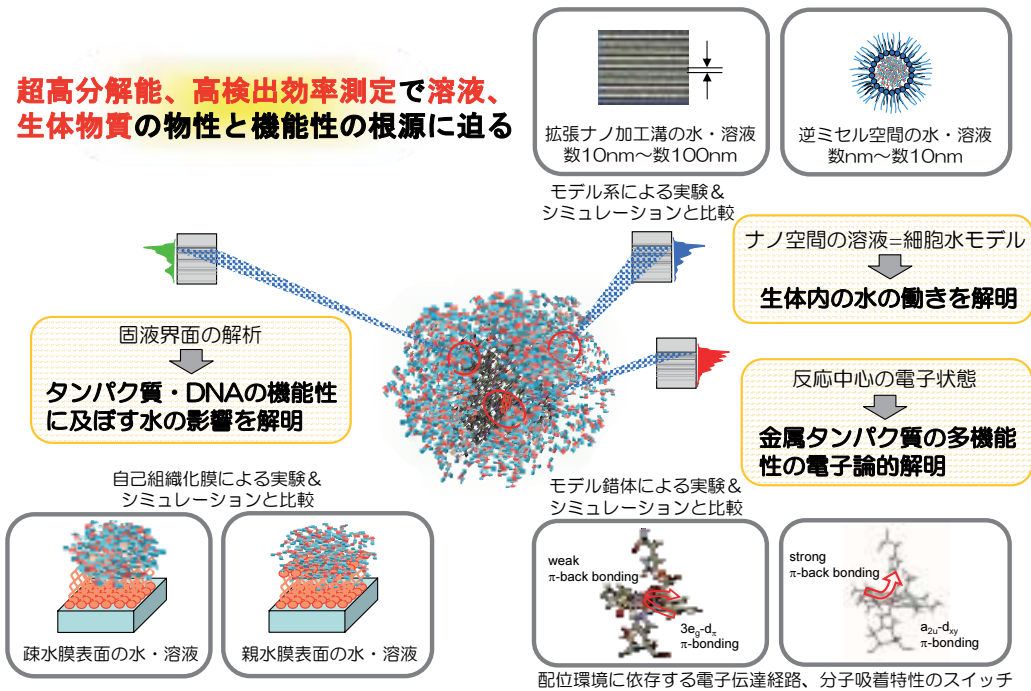 超高分解能、高検出効率測定で溶液、
生体物質の物性と機能性の根源に迫る
拡張ナノ加工溝の水・溶液
数10nm～数100nm
逆ミセル空間の水・溶液
数nm～数10nm
モデル系による実験＆
シミュレーションと比較
ナノ空間の溶液=細胞水モデル
生体内の水の働きを解明
固液界面の解析
タンパク質・DNAの機能性
に及ぼす水の影響を解明
反応中心の電子状態
金属タンパク質の多機能
性の電子論的解明
自己組織化膜による実験＆
シミュレーションと比較
疎水膜表面の水・溶液
親水膜表面の水・溶液
モデル錯体による実験＆
シミュレーションと比較
weak
π-back bonding
3eg-dπ
π-bonding
strong
π-back bonding
a2u-dxy
π-bonding
配位環境に依存する電子伝達経路、分子吸着特性のスイッチ